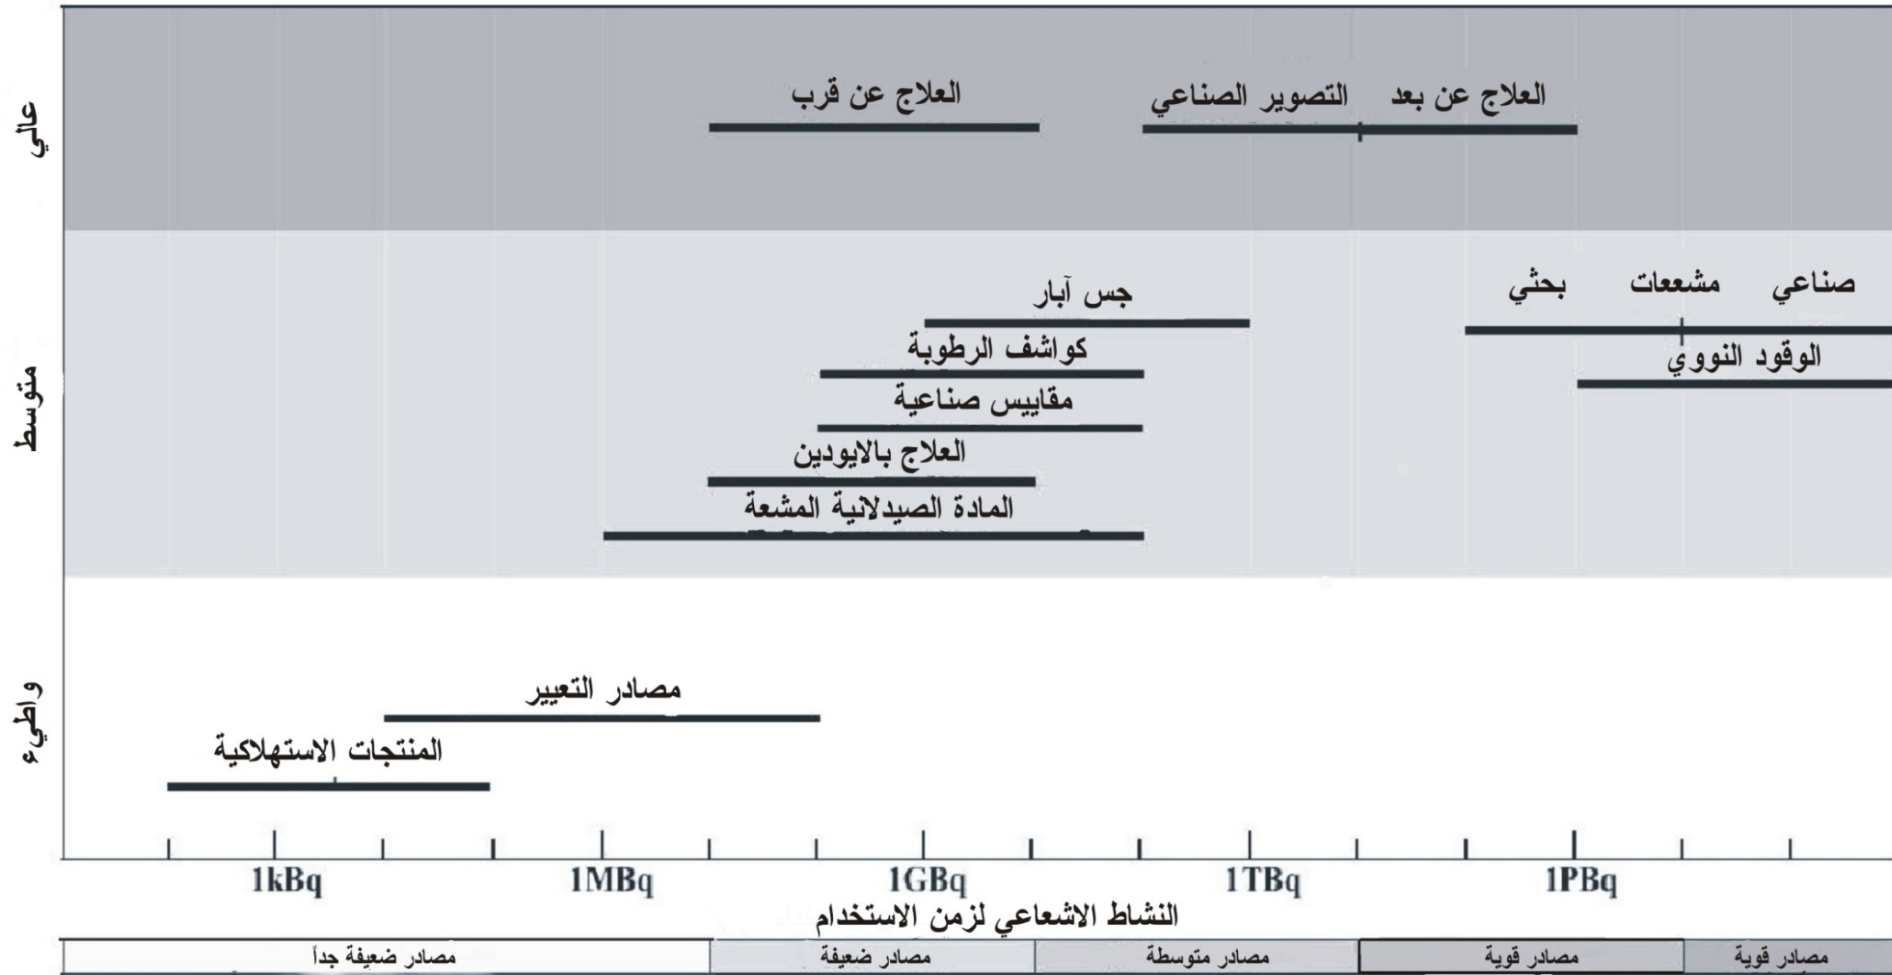 عالي
العلاج عن قرب
التصوير الصناعي
العلاج عن بعد
متوسط
صناعي
مشععات
بحثي
جس آبار
كواشف الرطوبة
الوقود النووي
مقاييس صناعية
العلاج بالايودين
المادة الصيدلانية المشعة
واطيء
مصادر التعيير
المنتجات الاستهلاكية
1kBq 1MBq 1GBq 1TBq 1PBq
النشاط الاشعاعي لزمن الاستخدام
مصادر ضعيفة جداً
مصادر ضعيفة
مصادر متوسطة
مصادر قوية
مصادر قوية